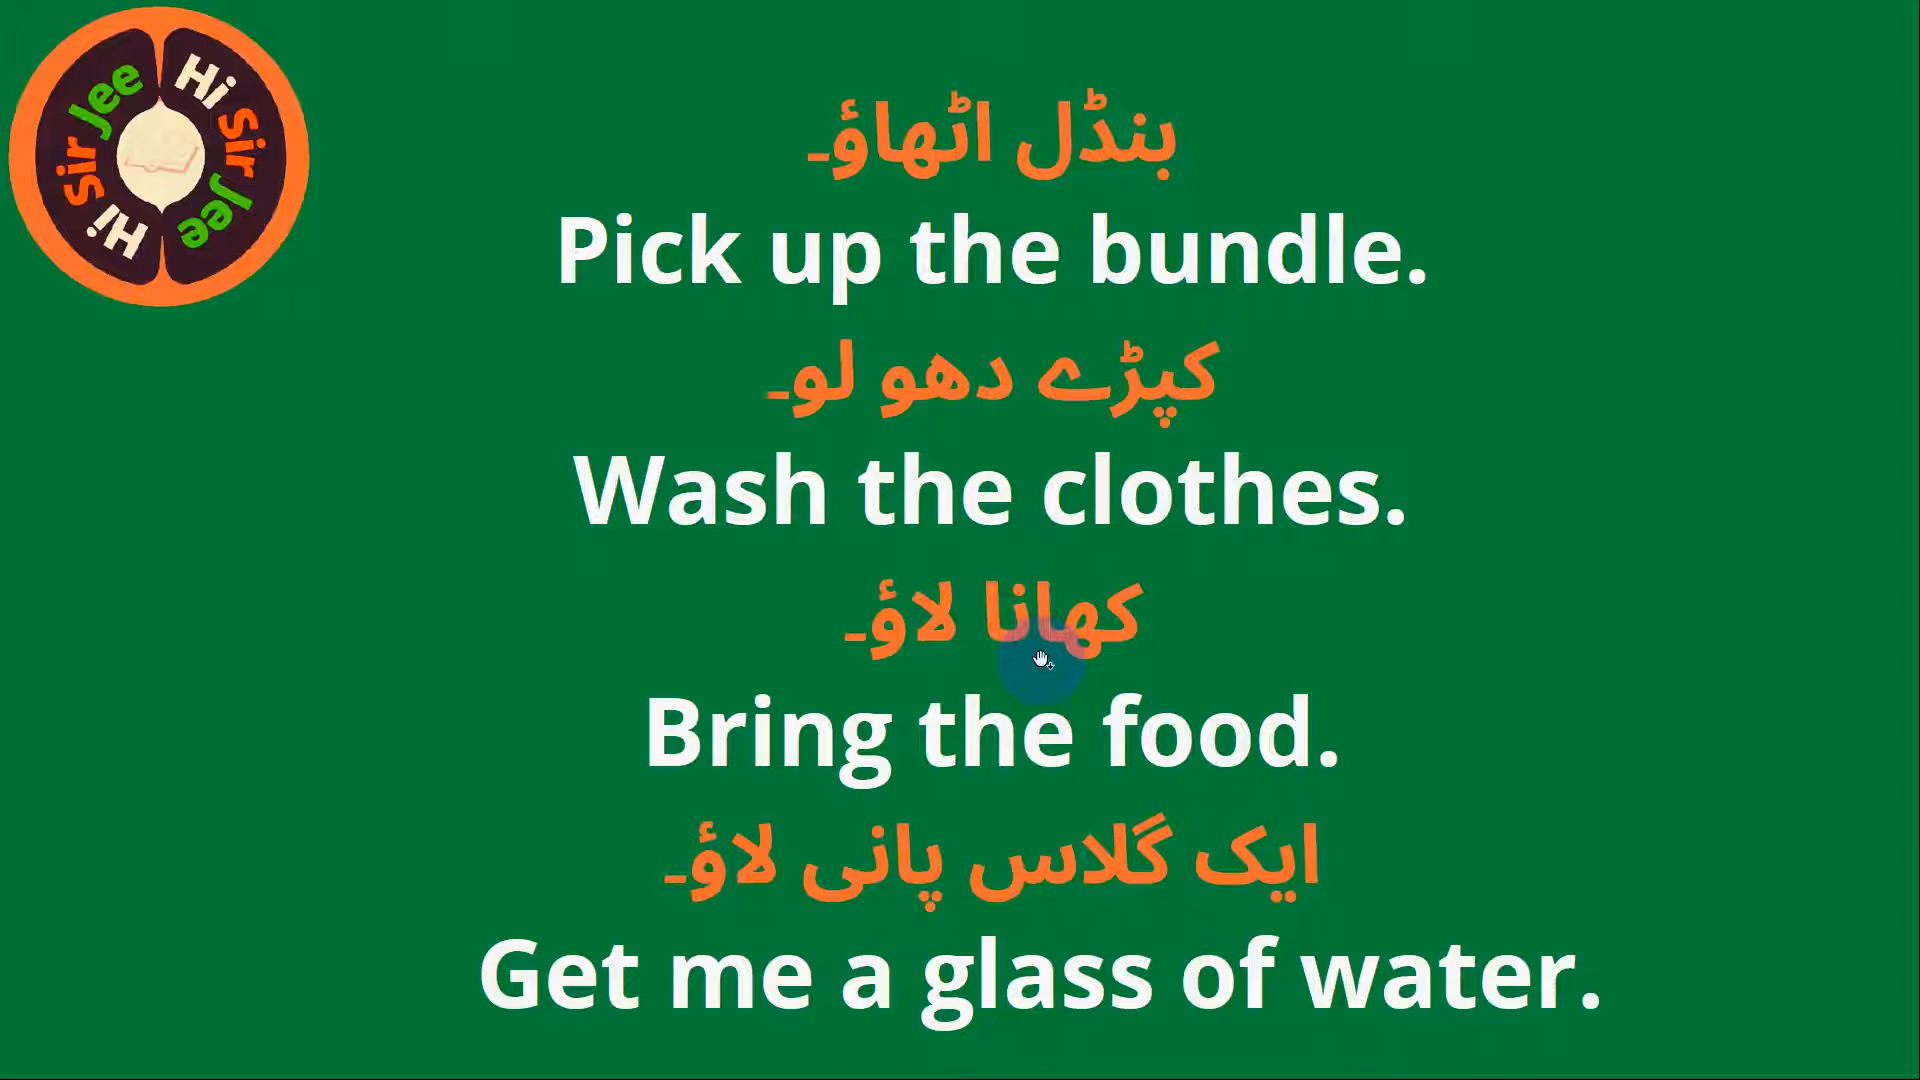 Hi Sir Jee
Hi Sir Jee
بنڈل اٹھاؤ۔
Pick up the bundle.
کپڑے دھو لو۔
Wash the clothes.
کھانا لاؤ۔
Bring the food.
ایک گلاس پانی لاؤ۔
Get me a glass of water.